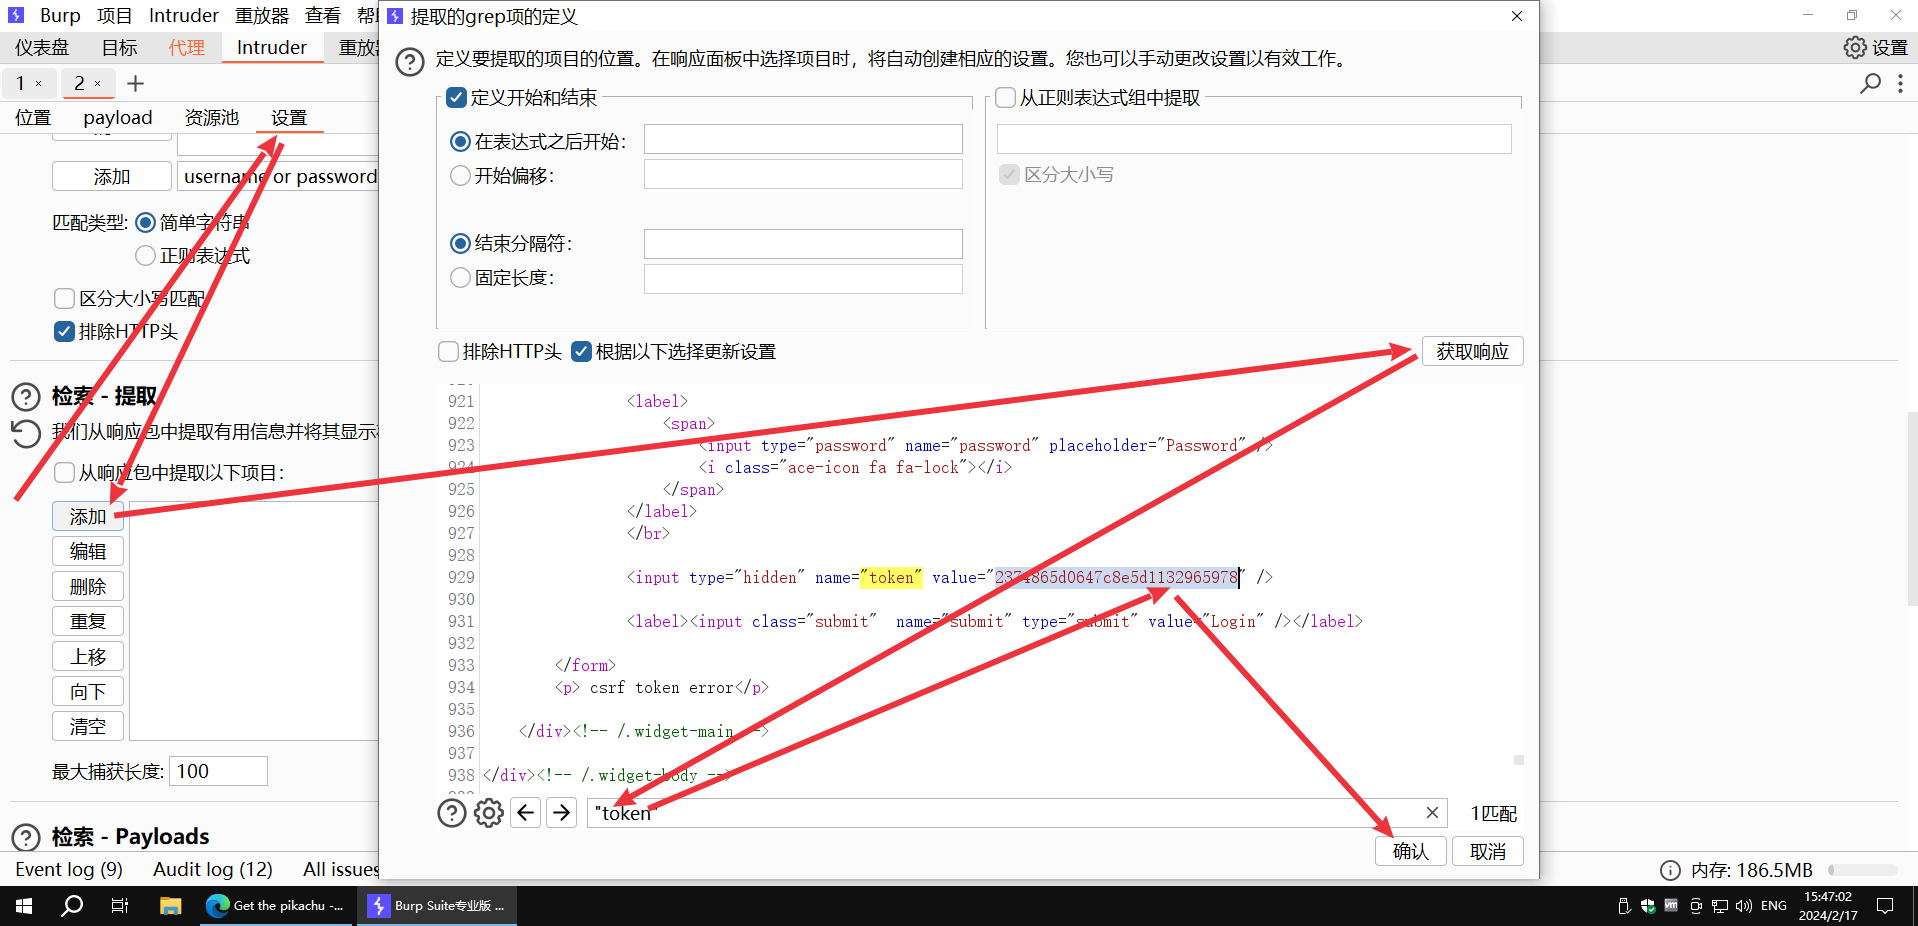 Burp 项目 Intruder 重放器 查看 帮助
仪表盘 目标 代理 Intruder 重放器
设置
1 × 2 × +
位置 payload 资源池 设置
添加 username or password
匹配类型: 简单字符串
正则表达式
区分大小写匹配
排除HTTP头
检索 - 提取
我们从响应包中提取有用信息并将其显示
从响应包中提取以下项目:
添加
编辑
删除
重复
上移
向下
清空
最大捕获长度: 100
检索 - Payloads
Event log (9) Audit log (12) All issues
提取的grep项的定义
定义要提取的项目的位置。在响应面板中选择项目时，将自动创建相应的设置。您也可以手动更改设置以有效工作。
定义开始和结束
在表达式之后开始:
开始偏移:
结束分隔符:
固定长度:
从正则表达式组中提取
区分大小写
排除HTTP头 根据以下选择更新设置
获取响应
921 <label>
922 <span>
923 <input type="password" name="password" placeholder="Password" />
924 <i class="ace-icon fa fa-lock"></i>
925 </span>
926 </label>
927 </br>
928
929 <input type="hidden" name="token" value="2374865d0647c8e5d1132965978" />
930
931 <label><input class="submit"  name="submit" type="submit" value="Login" /></label>
932
933 </form>
934 <p> csrf token error</p>
935
936 </div><!-- /.widget-main -->
937
938 </div><!-- /.widget-body -->
"token" 1匹配
确认 取消
内存: 186.5MB
Get the pikachu -... Burp Suite专业版 ...
ENG
15:47:02
2024/2/17